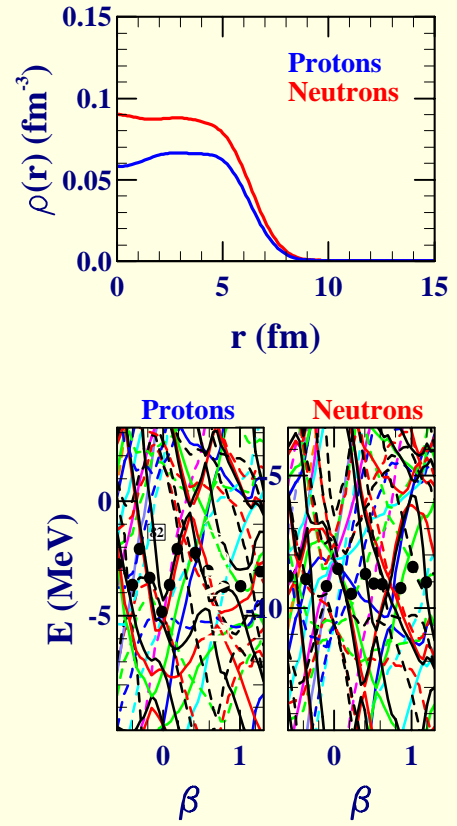 0.15
Protons
Neutrons
0.1
ρ(r) (fm-3)
0.05
0.0
0 5 10 15
r (fm)
Protons Neutrons
0
-5
82
E (MeV)
-5
-10
0 1 0 1
β β